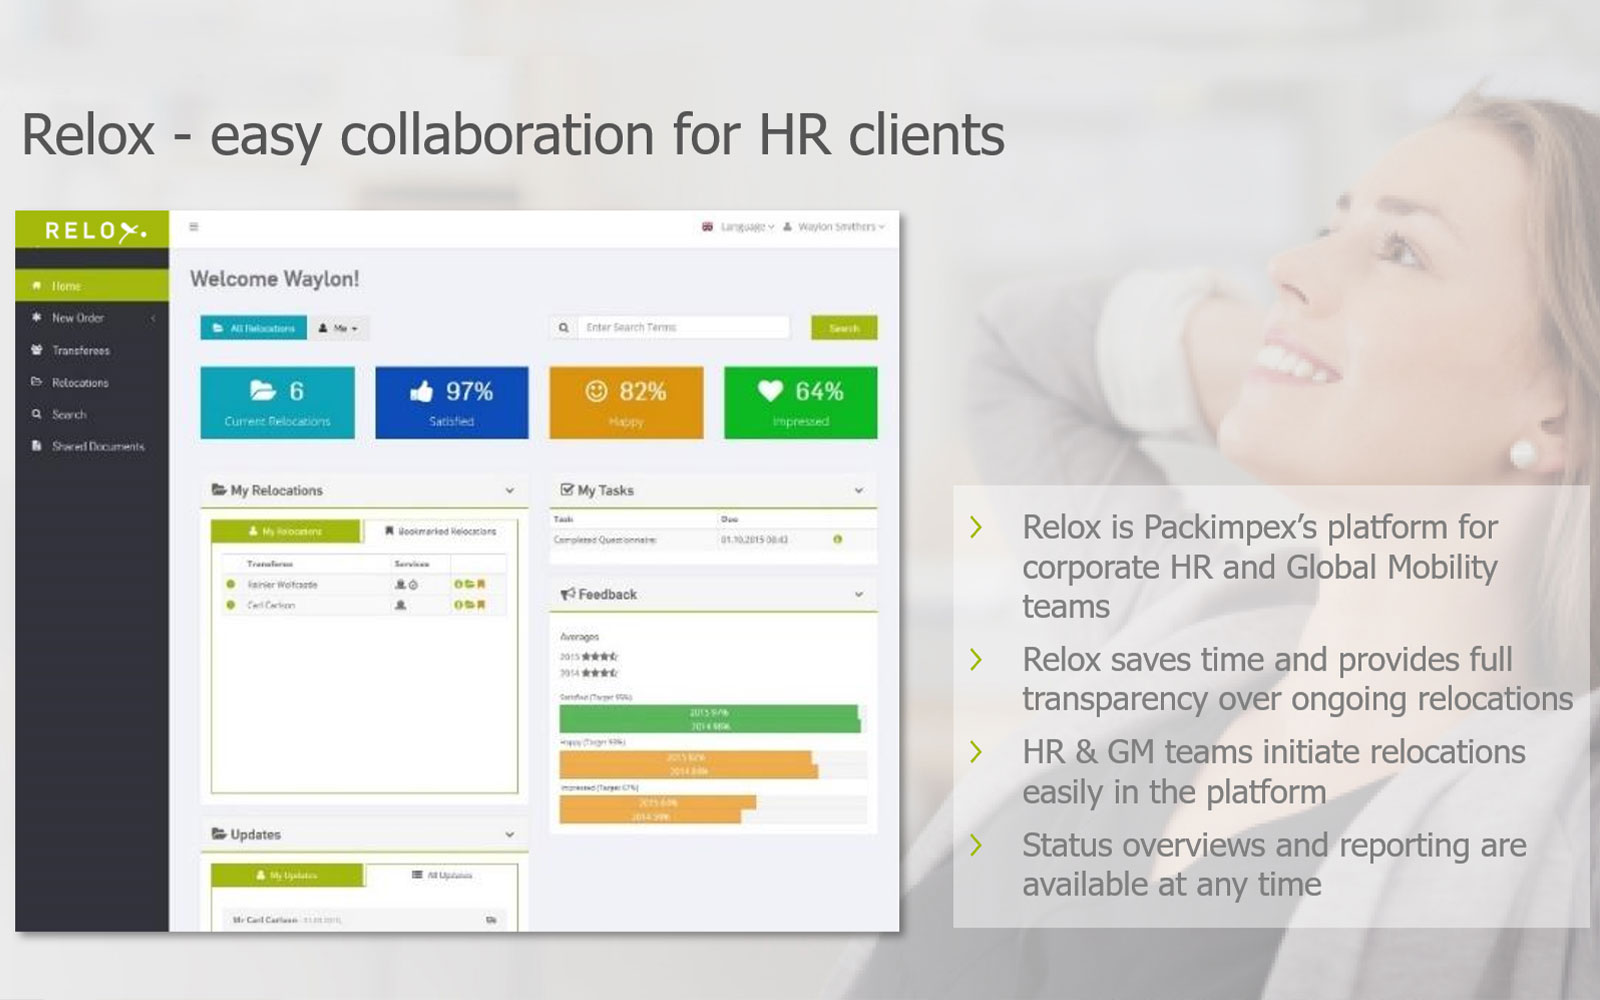 Relox - easy collaboration for HR clients
RELOX.
Language
Waylon Smithers
Home
New Order
Transferees
Relocations
Search
Shared Documents
Welcome Waylon!
All Relocations
Me
Enter Search Terms
Search
6
Current Relocations
97%
Satisfied
82%
Happy
64%
Impressed
My Relocations
My Relocations
Bookmarked Relocations
Transferee
Services
Rainier Wolfcastle
Carl Carlson
Updates
My Updates
All Updates
Mr Carl Carlson
My Tasks
Task
Due
Completed Questionnaire
01.10.2015
Feedback
Averages
2015
2014
Satisfied (Target 95%)
2015 97%
2014 98%
Happy (Target
2015 82%
2014 84%
Impressed (Target 67%)
2015 64%
2014 59%
Relox is Packimpex’s platform for
corporate HR and Global Mobility
teams
Relox saves time and provides full
transparency over ongoing relocations
HR & GM teams initiate relocations
easily in the platform
Status overviews and reporting are
available at any time